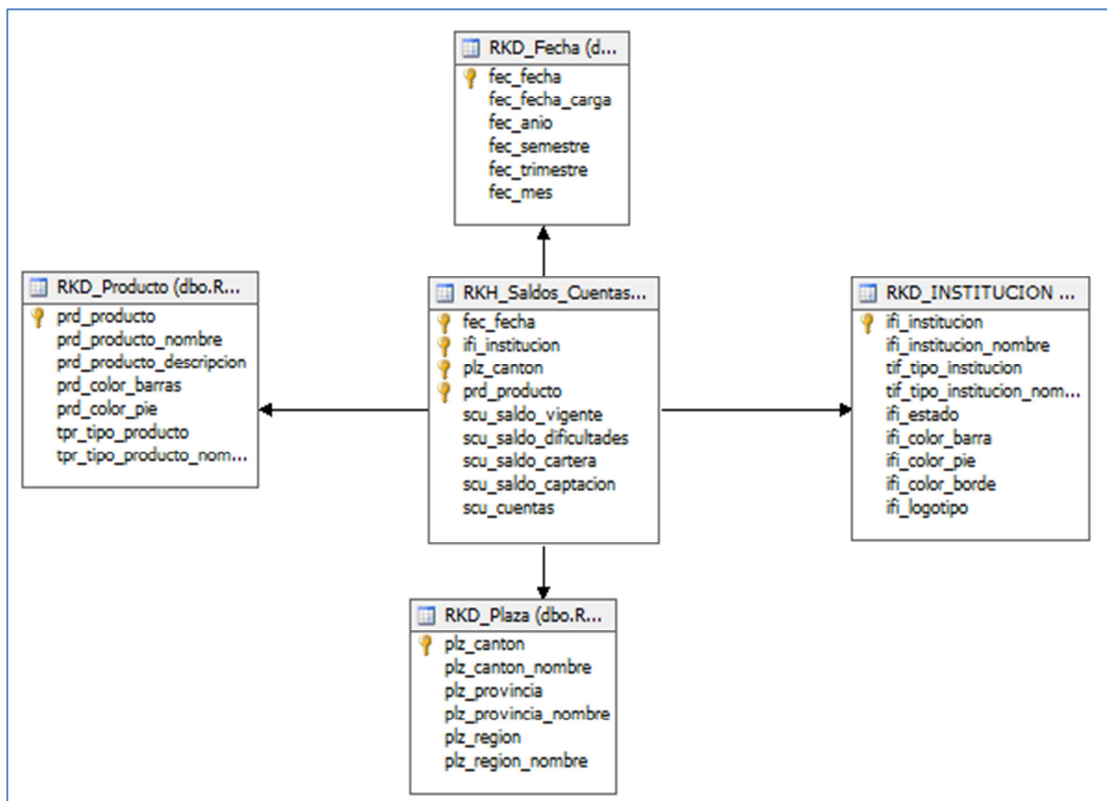 RKD_Fecha (d...
fec_fecha
fec_fecha_carga
fec_anio
fec_semestre
fec_trimestre
fec_mes
RKD_Producto (dbo.R...
prd_producto
prd_producto_nombre
prd_producto_descripcion
prd_color_barras
prd_color_pie
tpr_tipo_producto
tpr_tipo_producto_nom...
RKH_Saldos_Cuentas...
fec_fecha
ifi_institucion
plz_canton
prd_producto
scu_saldo_vigente
scu_saldo_dificultades
scu_saldo_cartera
scu_saldo_captacion
scu_cuentas
RKD_INSTITUCION ...
ifi_institucion
ifi_institucion_nombre
tif_tipo_institucion
tif_tipo_institucion_nom...
ifi_estado
ifi_color_barra
ifi_color_pie
ifi_color_borde
ifi_logotipo
RKD_Plaza (dbo.R...
plz_canton
plz_canton_nombre
plz_provincia
plz_provincia_nombre
plz_region
plz_region_nombre